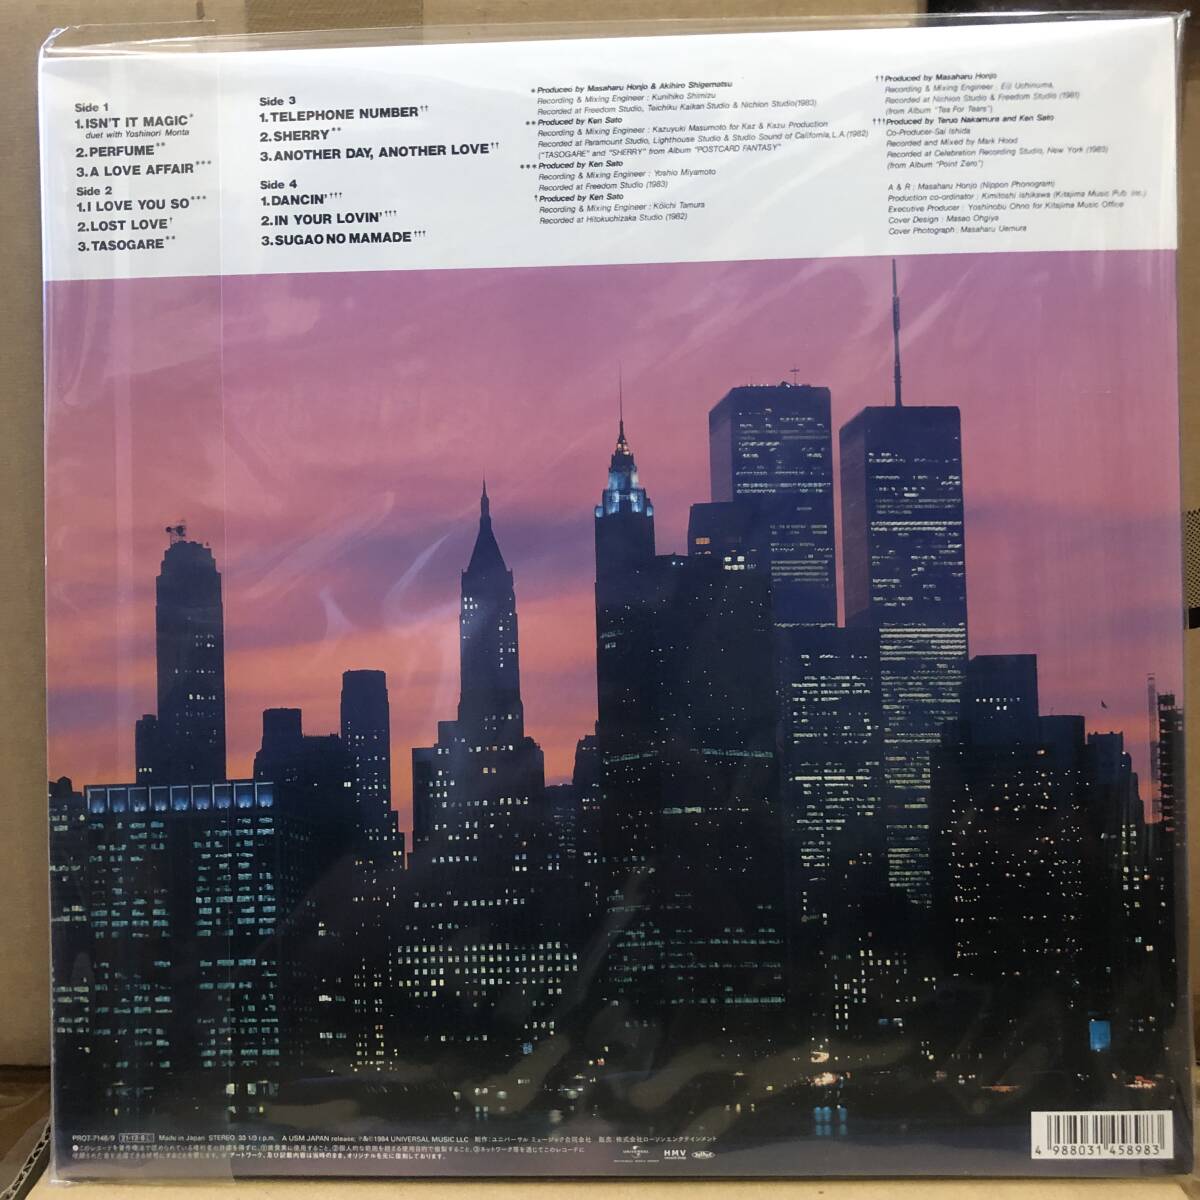 Side 1
1.ISN'T IT MAGIC*
duet with Yoshinori Monta
2.PERFUME**
3.A LOVE AFFAIR***
Side 2
1.I LOVE YOU SO***
2.LOST LOVE†
3.TASOGARE**
Side 3
1.TELEPHONE NUMBER††
2.SHERRY**
3.ANOTHER DAY, ANOTHER LOVE††
Side 4
1.DANCIN'†††
2.IN YOUR LOVIN'†††
3.SUGAO NO MAMADE†††
*Produced by Masaharu Honjo & Akihiro Shigematsu
Recording & Mixing Engineer : Kunihiko Shimizu
Recorded at Freedom Studio, Teichiku Kaikan Studio & Nichion Studio(1983)
**Produced by Ken Sato
Recording & Mixing Engineer : Kazuyuki Masumoto for Kaz & Kazu Production
Recorded at Paramount Studio, Lighthouse Studio & Studio Sound of California, L.A.(1982)
("TASOGARE" and "SHERRY" from Album "POSTCARD FANTASY"
***Produced by Ken Sato
Recording & Mixing Engineer : Yoshio Miyamoto
Recorded at Freedom Studio (1983)
†Produced by Ken Sato
Recording & Mixing Engineer : Koichi Tamura
Recorded at Hitokuchizaka Studio (1982)
††Produced by Masaharu Honjo
Recording & Mixing Engineer : Eiji Uchinuma,
Recorded at Nichion Studio & Freedom Studio (1981)
(from Album "Tea For Tears")
†††Produced by Teruo Nakamura and Ken Sato
Co-Producer-Sai Ishida
Recorded and Mixed by Mark Hood
Recorded at Celebration Recording Studio, New York (1983)
(from Album "Point Zero")
A & R : Masaharu Honjo (Nippon Phonogram)
Production co-ordinator : Kimitoshi Ishikawa (Kitajima Music Pub. Inc.)
Executive Producer : Yoshinobu Ohno for Kitajima Music Office
Cover Design : Masao Ohgiya
Cover Photograph : Masaharu Uemura
PROT-7148/9 21・12・8 Made in Japan STEREO 33 1/3 r.p.m. A USM JAPAN release; ℗&©1984 UNIVERSAL MUSIC LLC 制作:ユニバーサル ミュージック合同会社 販売:株式会社ローソンエンタテインメント
UNIVERSAL
HMV
4 988031 458983